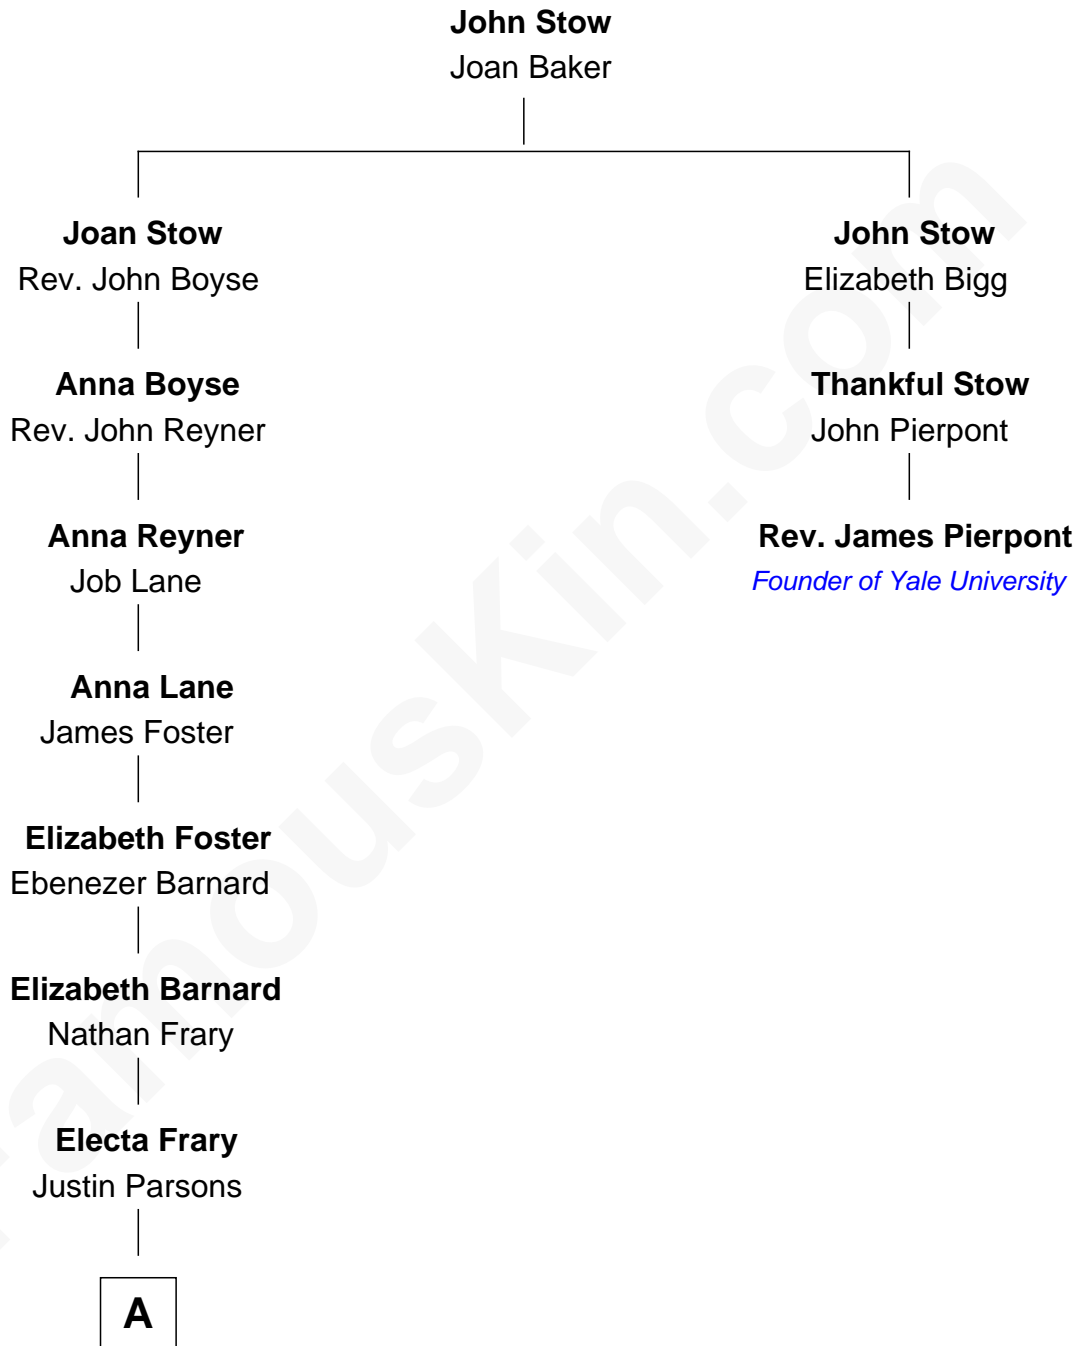 John Stow
Joan Baker
Joan Stow
Rev. John Boyse
John Stow
Elizabeth Bigg
Anna Boyse
Rev. John Reyner
Thankful Stow
John Pierpont
Anna Reyner
Job Lane
Rev. James Pierpont
Founder of Yale University
Anna Lane
James Foster
Elizabeth Foster
Ebenezer Barnard
Elizabeth Barnard
Nathan Frary
Electa Frary
Justin Parsons
A
FamousKin.com